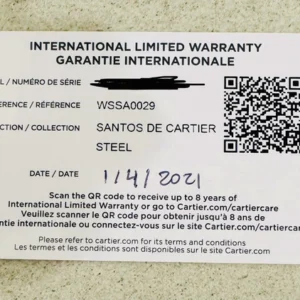 INTERNATIONAL LIMITED WARRANTY
GARANTIE INTERNATIONALE
L / NUMÉRO DE SÉRIE
ERENCE / RÉFÉRENCE WSSA0029
CTION / COLLECTION SANTOS DE CARTIER
STEEL
DATE / DATE 1/4/2021
Scan the QR code to receive up to 8 years of
International Limited Warranty or go to Cartier.com/cartiercare
Veuillez scanner le QR code pour obtenir jusqu'à 8 ans de
antie internationale ou connectez-vous sur le site Cartier.com/cartiercar
Please refer to cartier.com for its terms and conditions
Les termes et les conditions sont disponibles sur le site Cartier.com